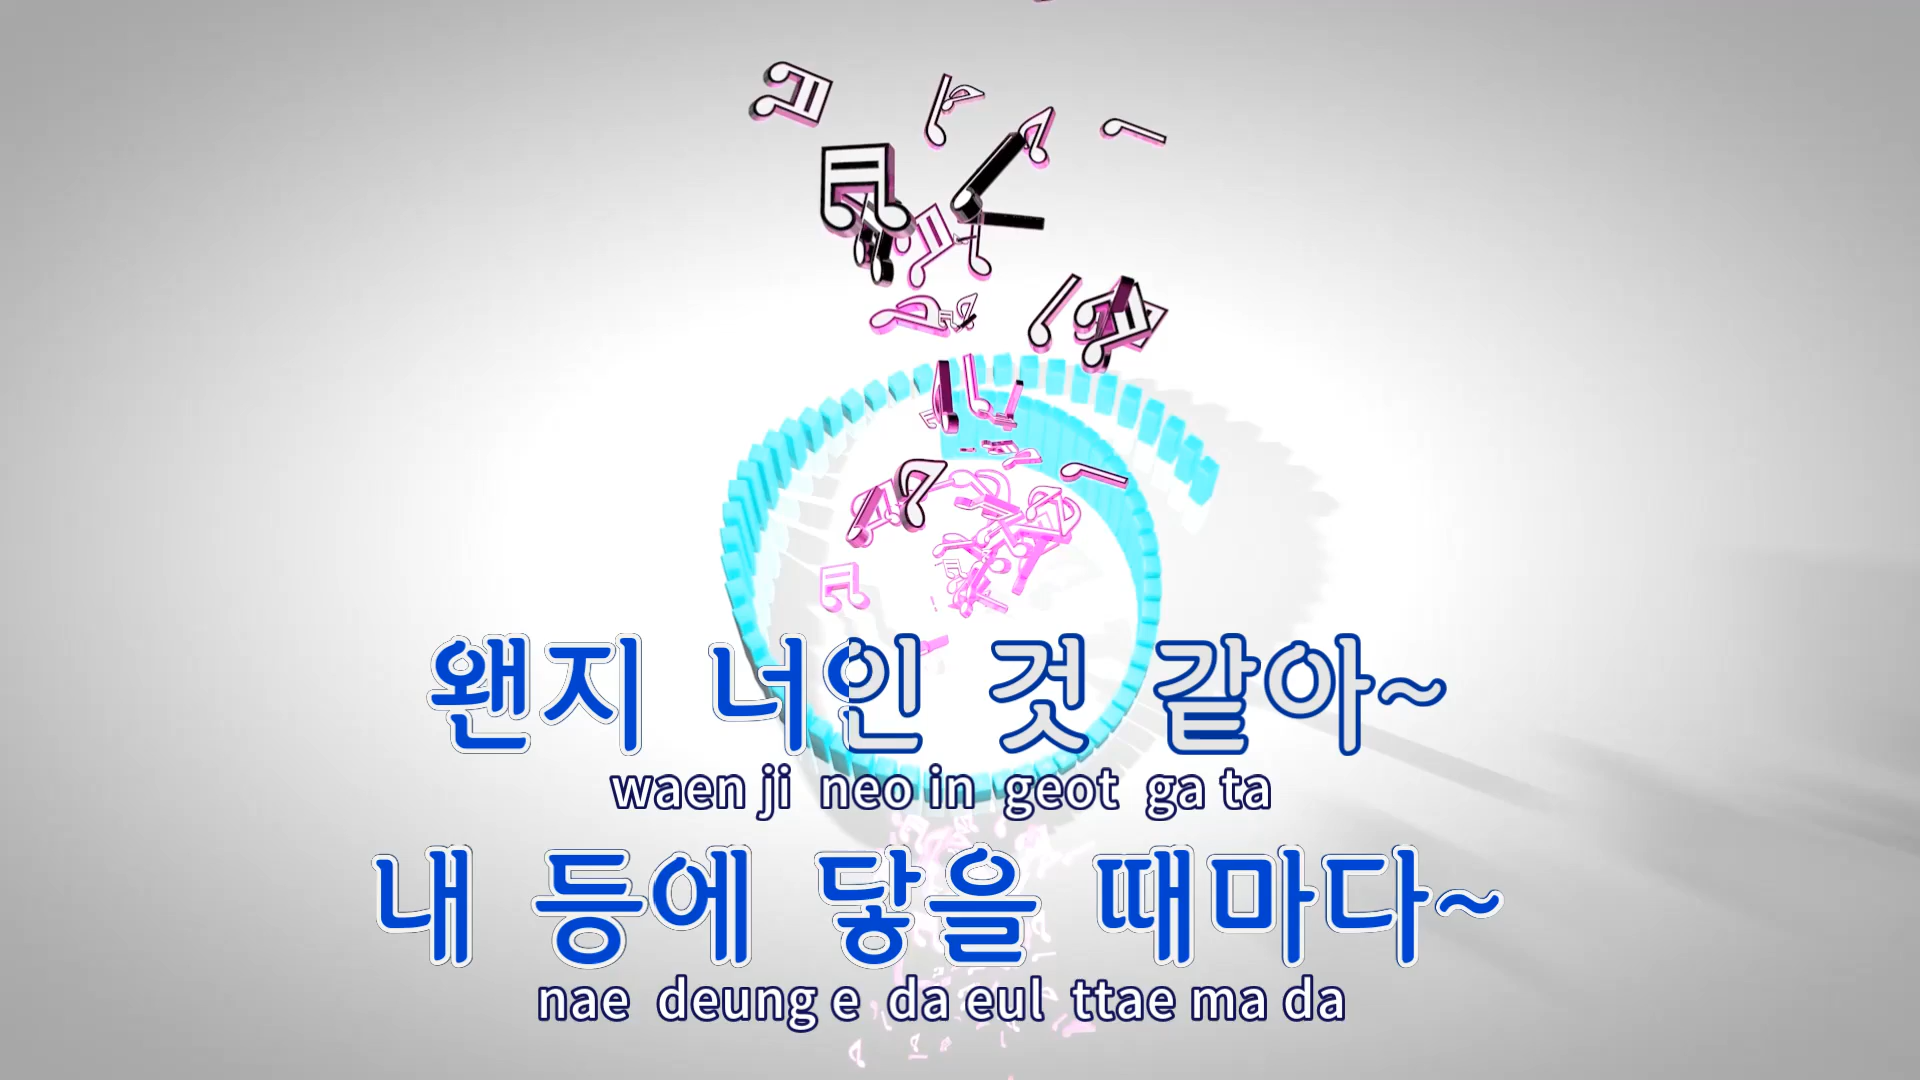 왠지 너인 것 같아~
waen ji neo in geot ga ta
내 등에 닿을 때마다~
nae deung e da eul ttae ma da